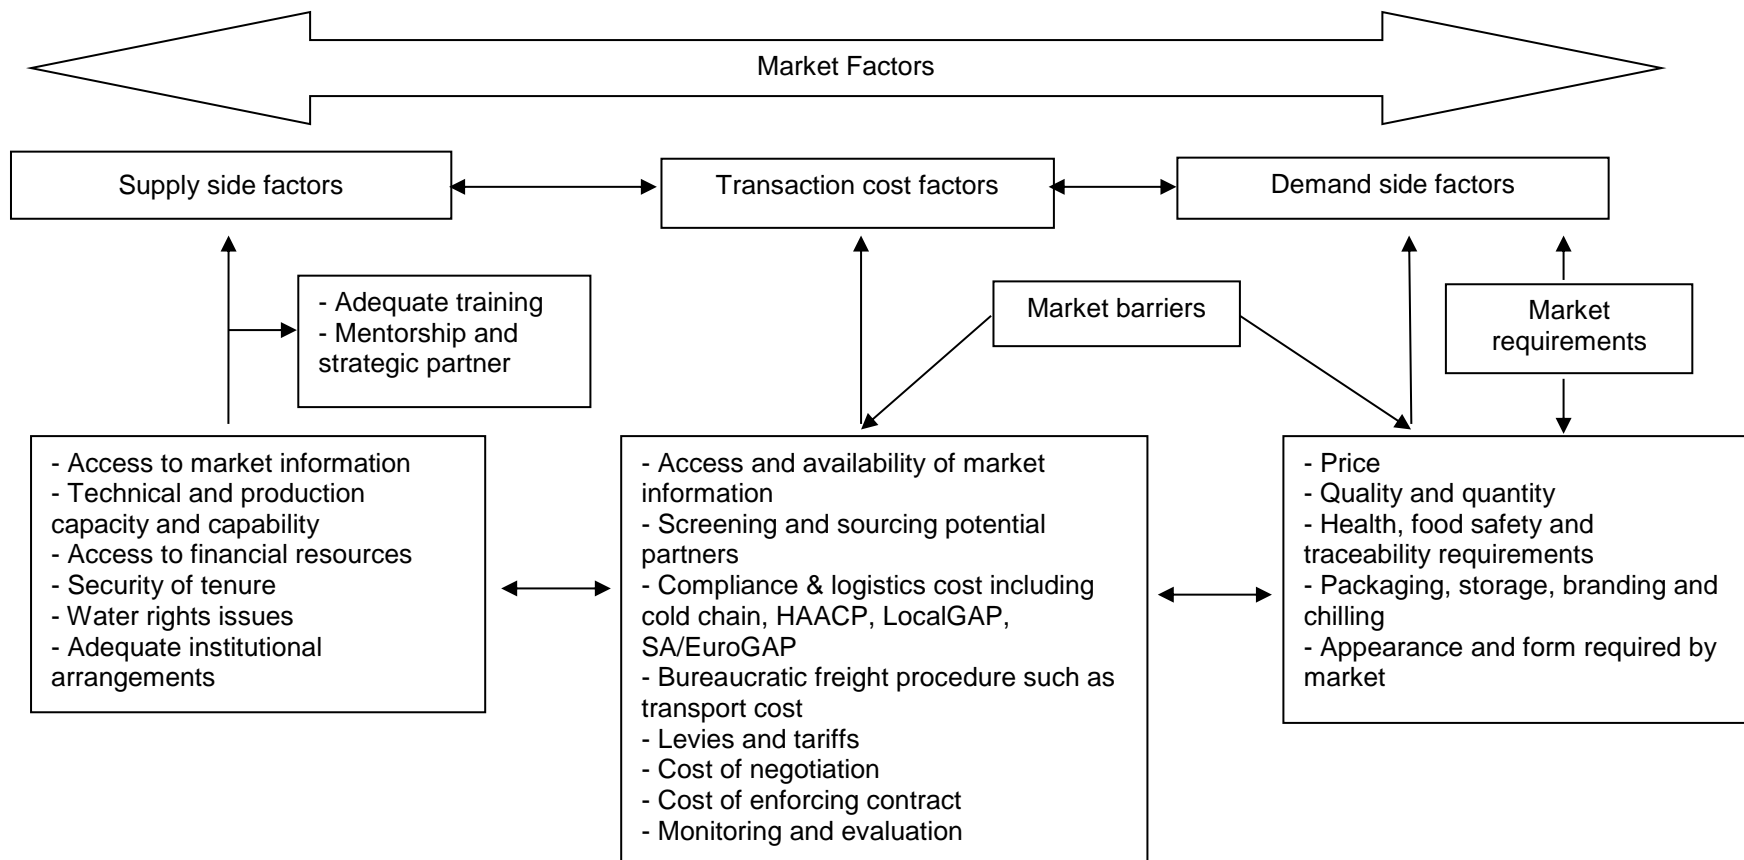 Market Factors
Supply side factors
Transaction cost factors
Demand side factors
- Adequate training
- Mentorship and
strategic partner
Market barriers
Market
requirements
- Access to market information
- Technical and production
capacity and capability
- Access to financial resources
- Security of tenure
- Water rights issues
- Adequate institutional
arrangements
- Access and availability of market
information
- Screening and sourcing potential
partners
- Compliance & logistics cost including
cold chain, HAACP, LocalGAP,
SA/EuroGAP
- Bureaucratic freight procedure such as
transport cost
- Levies and tariffs
- Cost of negotiation
- Cost of enforcing contract
- Monitoring and evaluation
- Price
- Quality and quantity
- Health, food safety and
traceability requirements
- Packaging, storage, branding and
chilling
- Appearance and form required by
market